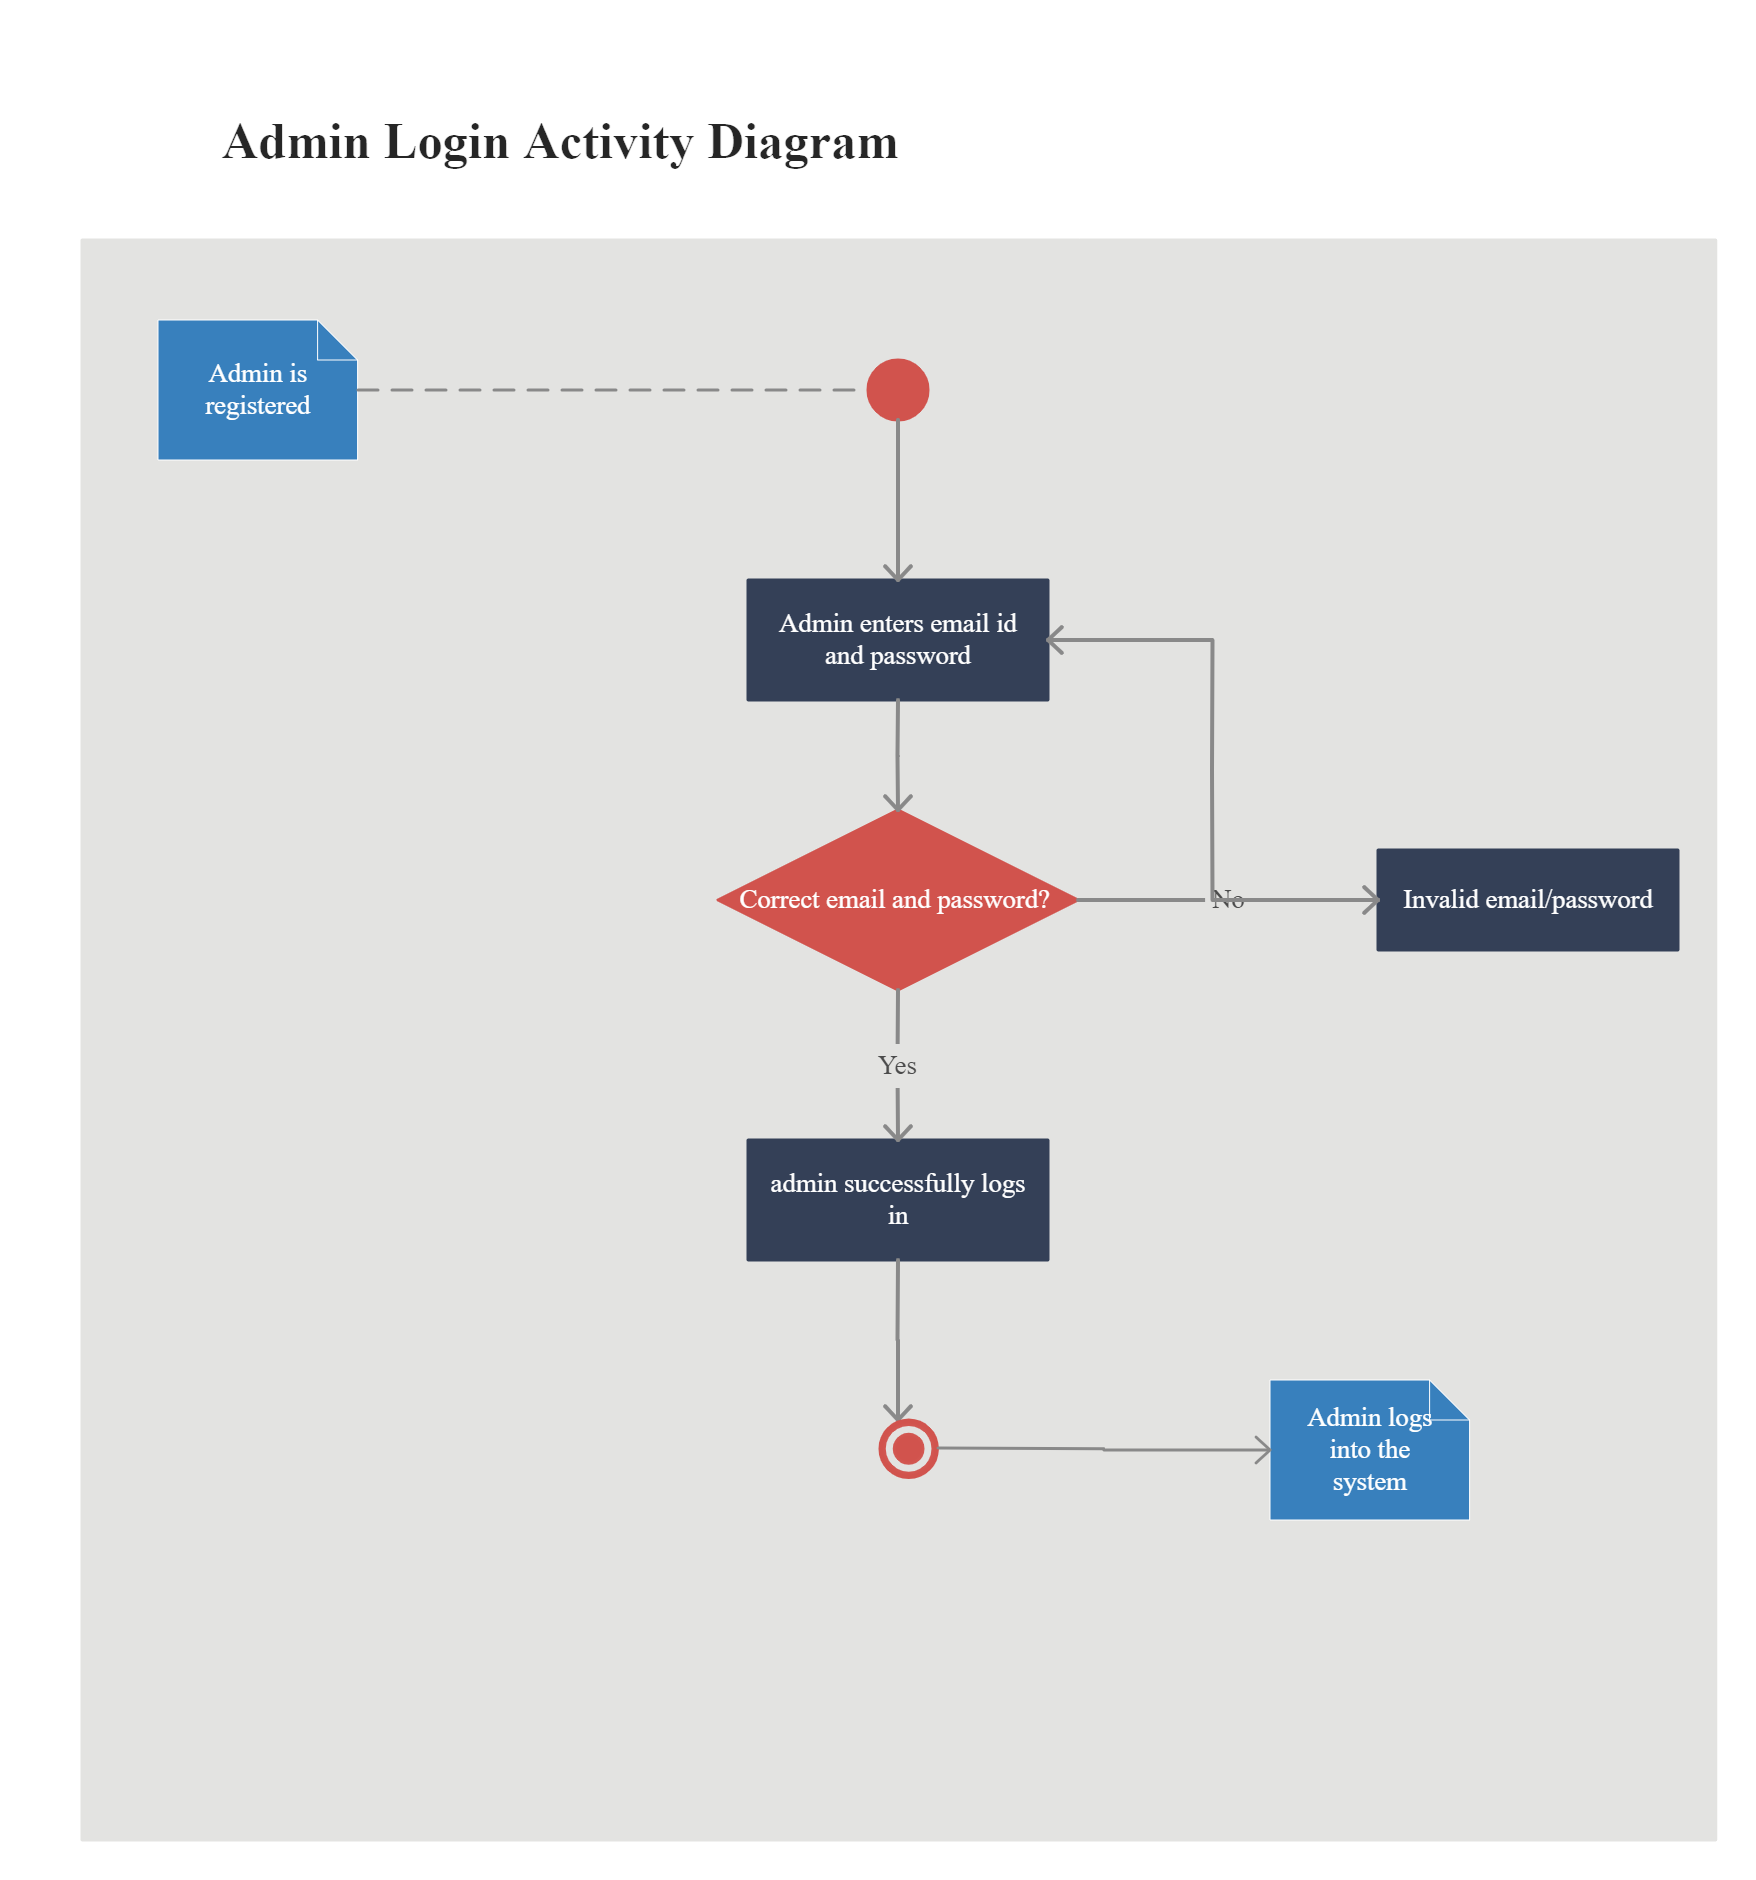 Admin Login Activity Diagram
Admin is
registered
Admin enters email id
and password
Correct email and password?
No
Invalid email/password
Yes
admin successfully logs
in
Admin logs
into the
system